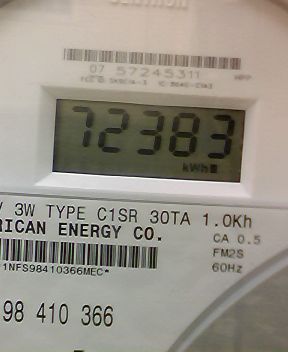 07 57245311
72383
kWh
V 3W TYPE C1SR 30TA 1.0Kh
RICAN ENERGY CO.
CA 0.5
FM2S
60Hz
1NFS98410366MEC*
98 410 366